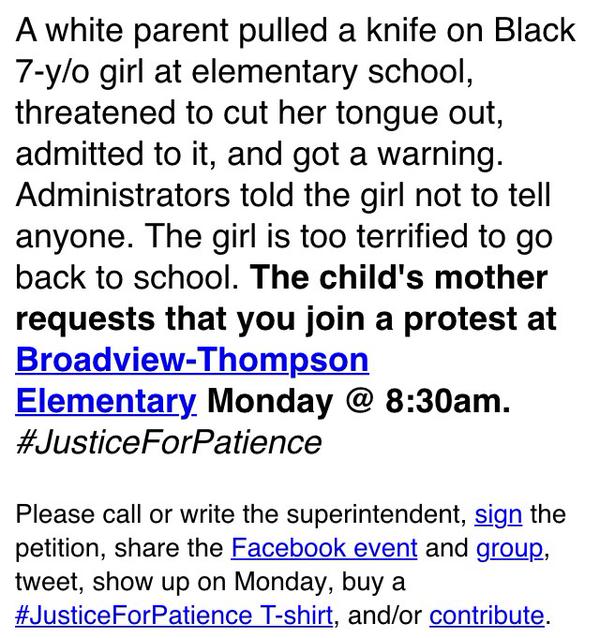 A white parent pulled a knife on Black
7-y/o girl at elementary school,
threatened to cut her tongue out,
admitted to it, and got a warning.
Administrators told the girl not to tell
anyone. The girl is too terrified to go
back to school. The child's mother
requests that you join a protest at
Broadview-Thompson
Elementary Monday @ 8:30am.
#JusticeForPatience
Please call or write the superintendent, sign the
petition, share the Facebook event and group,
tweet, show up on Monday, buy a
#JusticeForPatience T-shirt, and/or contribute.